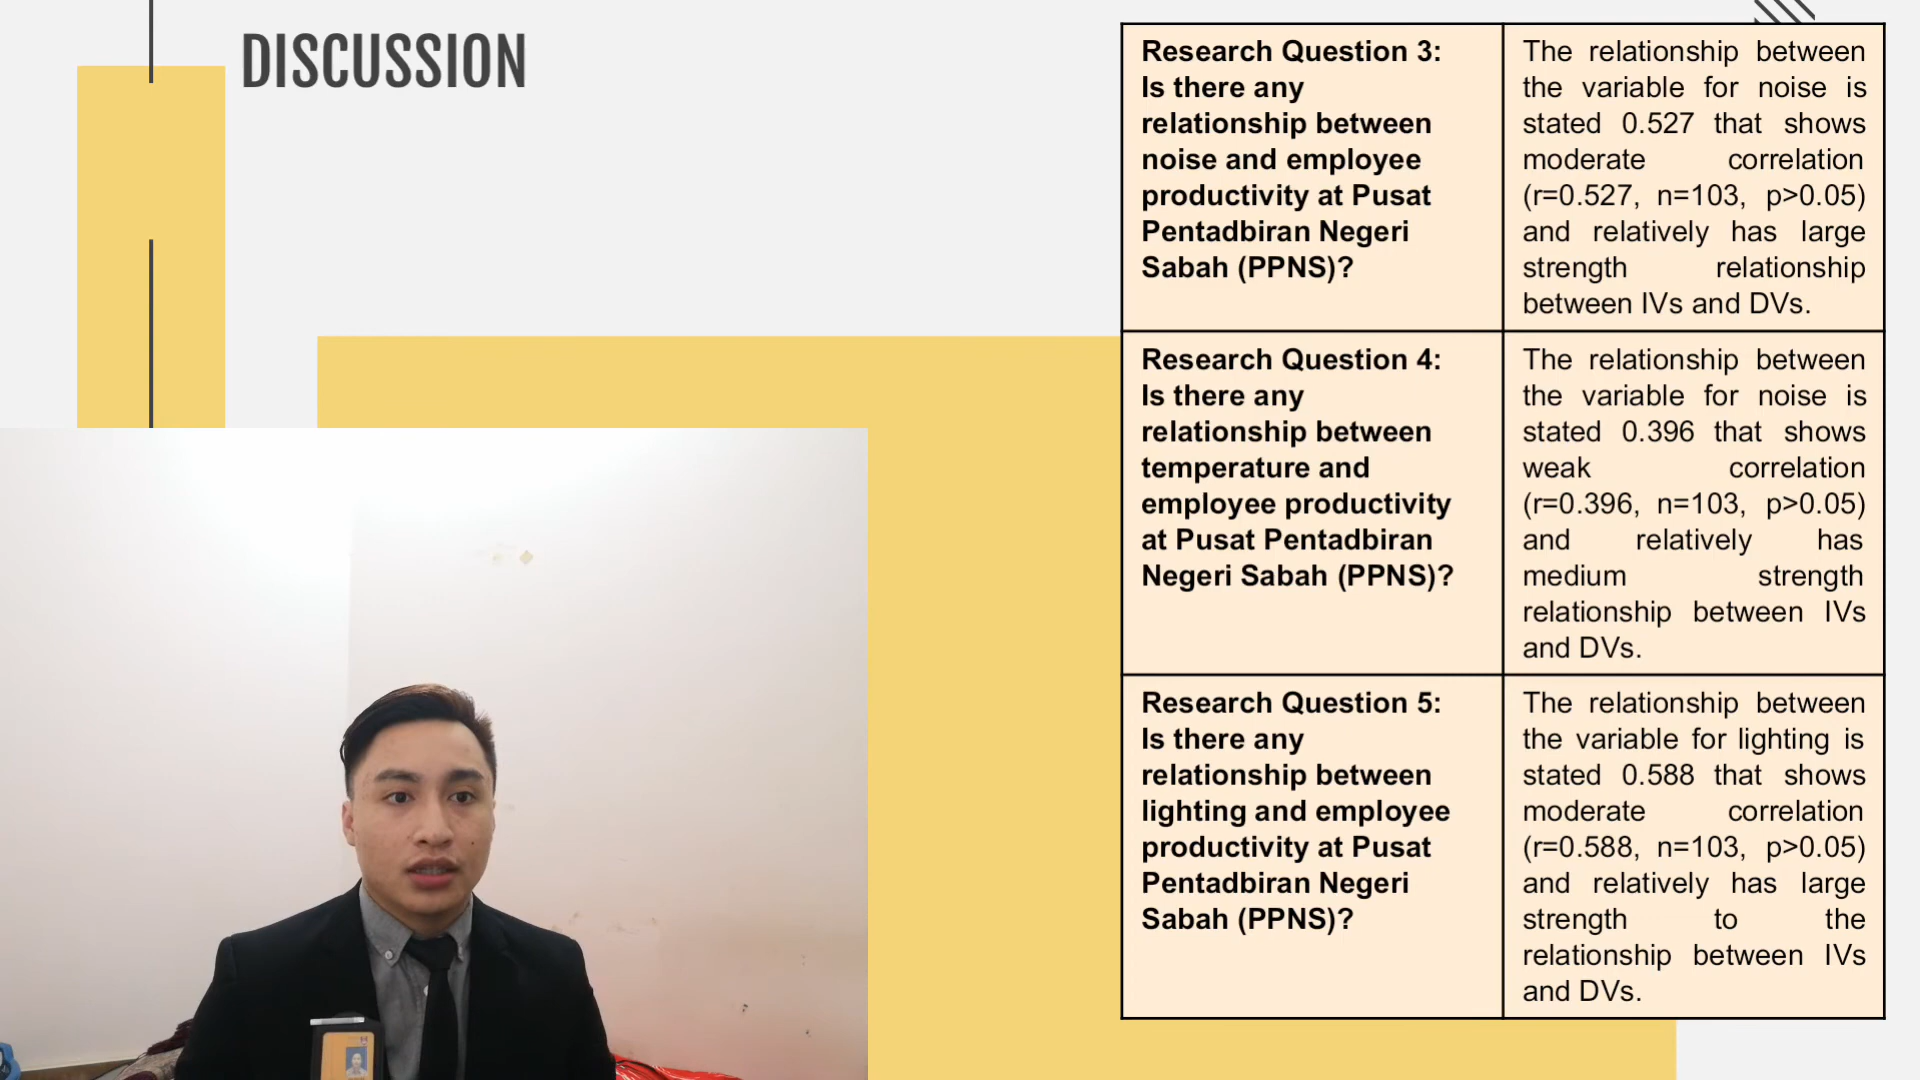 DISCUSSION
Research Question 3:
Is there any
relationship between
noise and employee
productivity at Pusat
Pentadbiran Negeri
Sabah (PPNS)?
The relationship between
the variable for noise is
stated 0.527 that shows
moderate correlation
(r=0.527, n=103, p>0.05)
and relatively has large
strength relationship
between IVs and DVs.
Research Question 4:
Is there any
relationship between
temperature and
employee productivity
at Pusat Pentadbiran
Negeri Sabah (PPNS)?
The relationship between
the variable for noise is
stated 0.396 that shows
weak correlation
(r=0.396, n=103, p>0.05)
and relatively has
medium strength
relationship between IVs
and DVs.
Research Question 5:
Is there any
relationship between
lighting and employee
productivity at Pusat
Pentadbiran Negeri
Sabah (PPNS)?
The relationship between
the variable for lighting is
stated 0.588 that shows
moderate correlation
(r=0.588, n=103, p>0.05)
and relatively has large
strength to the
relationship between IVs
and DVs.